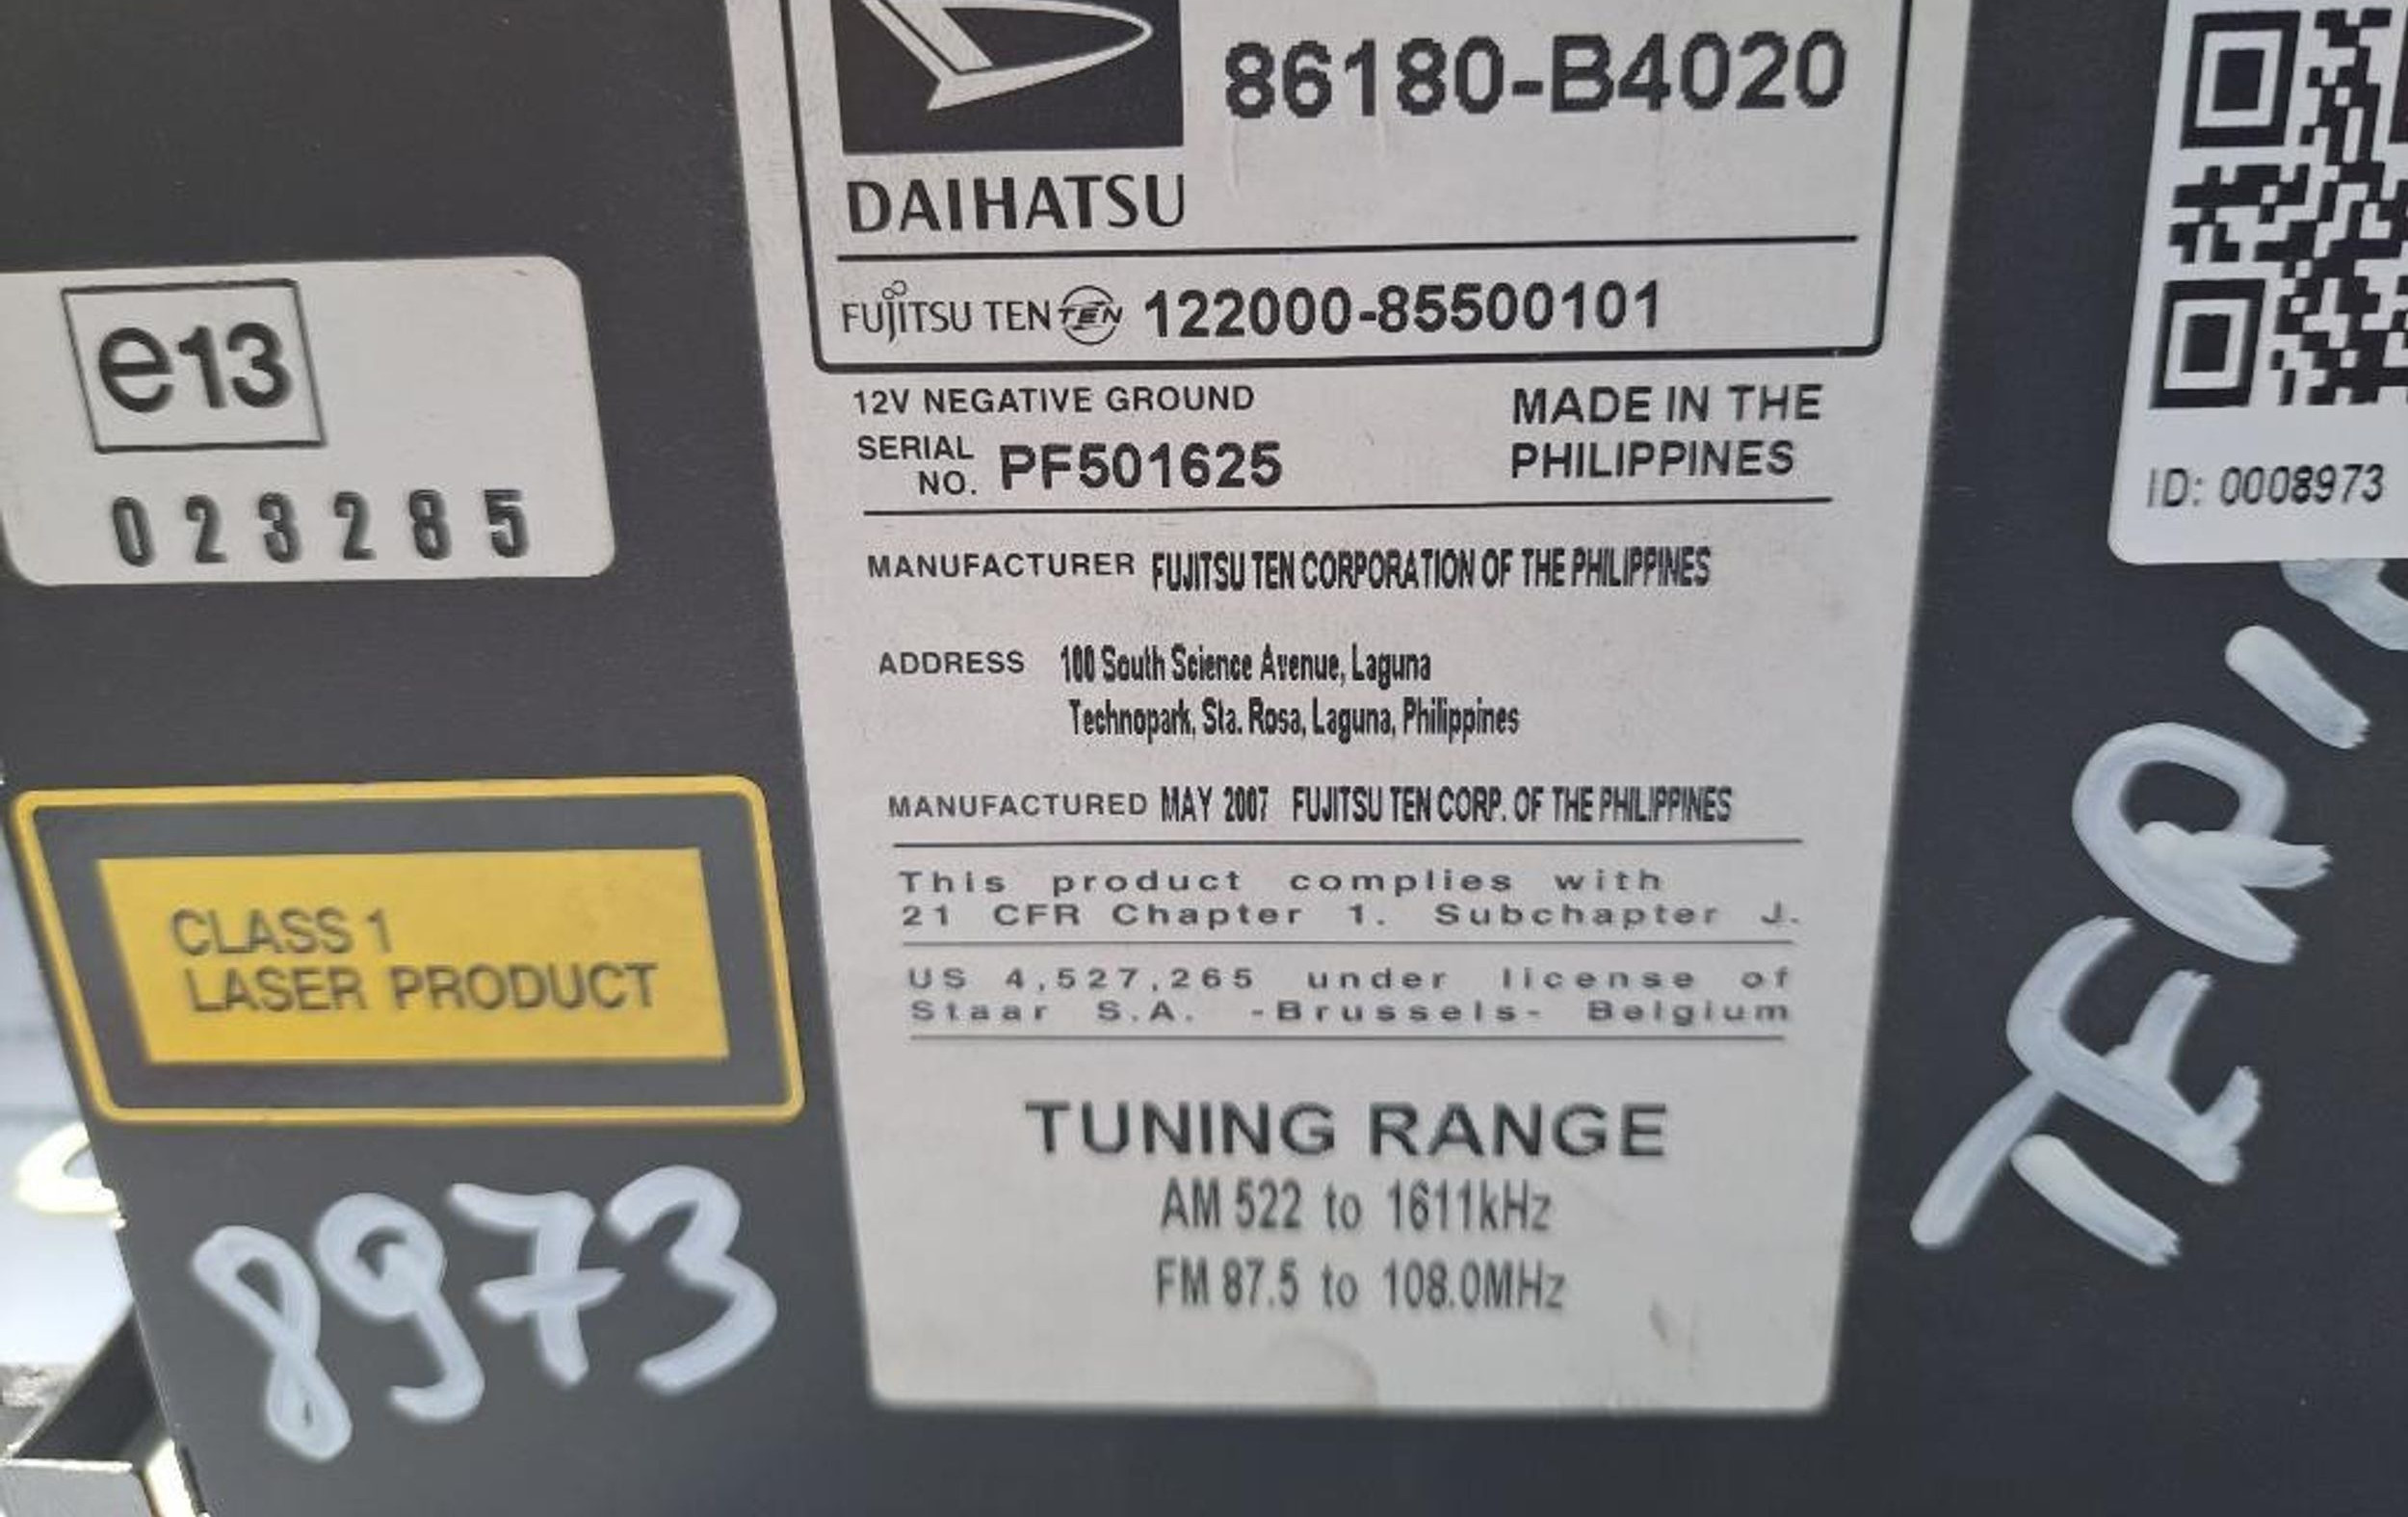 86180-B4020
DAIHATSU
FUJITSU TEN TEN 122000-85500101
12V NEGATIVE GROUND
SERIAL NO. PF501625
MADE IN THE
PHILIPPINES
MANUFACTURER FUJITSU TEN CORPORATION OF THE PHILIPPINES
ADDRESS 100 South Science Avenue, Laguna
Technopark, Sta. Rosa, Laguna, Philippines
MANUFACTURED MAY 2007 FUJITSU TEN CORP. OF THE PHILIPPINES
This product complies with
21 CFR Chapter 1. Subchapter J.
US 4,527,265 under license of
Staar S.A. -Brussels- Belgium
TUNING RANGE
AM 522 to 1611kHz
FM 87.5 to 108.0MHz
e13
023285
CLASS 1
LASER PRODUCT
8973
ID: 0008973